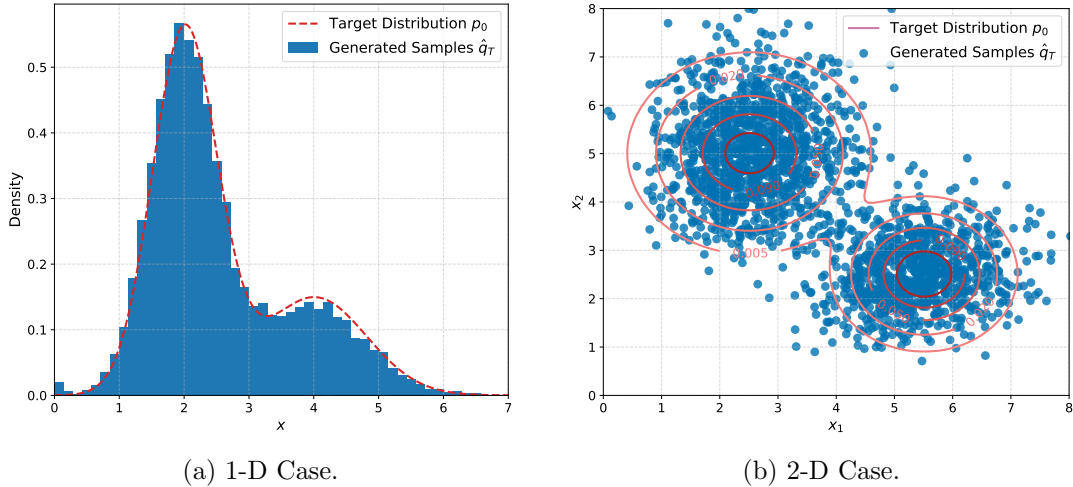 Target Distribution p₀
Generated Samples q̂_T
Density
0.5
0.4
0.3
0.2
0.1
0.0
0 1 2 3 4 5 6 7
x
(a) 1-D Case.
Target Distribution p₀
Generated Samples q̂_T
x₂
8
7
6
5
4
3
2
1
0
0.005
0 1 2 3 4 5 6 7 8
x₁
(b) 2-D Case.